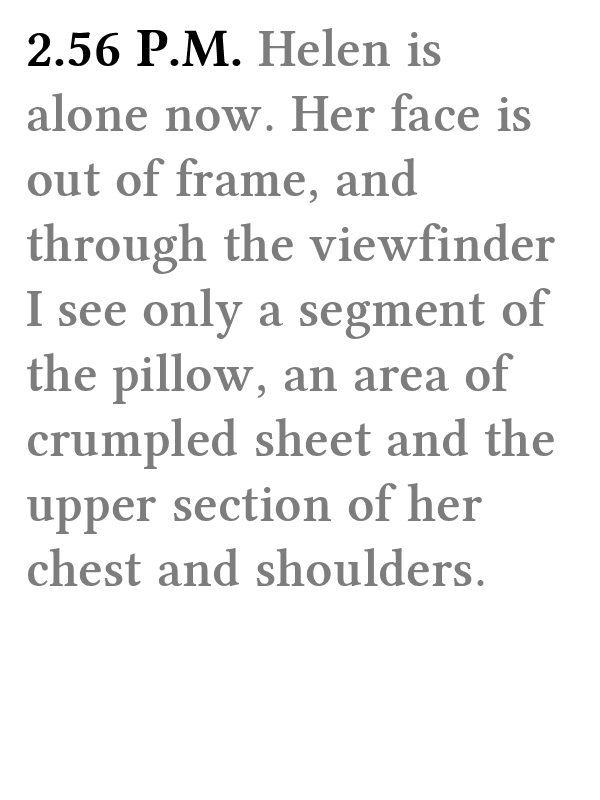 2.56 P.M. Helen is
alone now. Her face is
out of frame, and
through the viewfinder
I see only a segment of
the pillow, an area of
crumpled sheet and the
upper section of her
chest and shoulders.